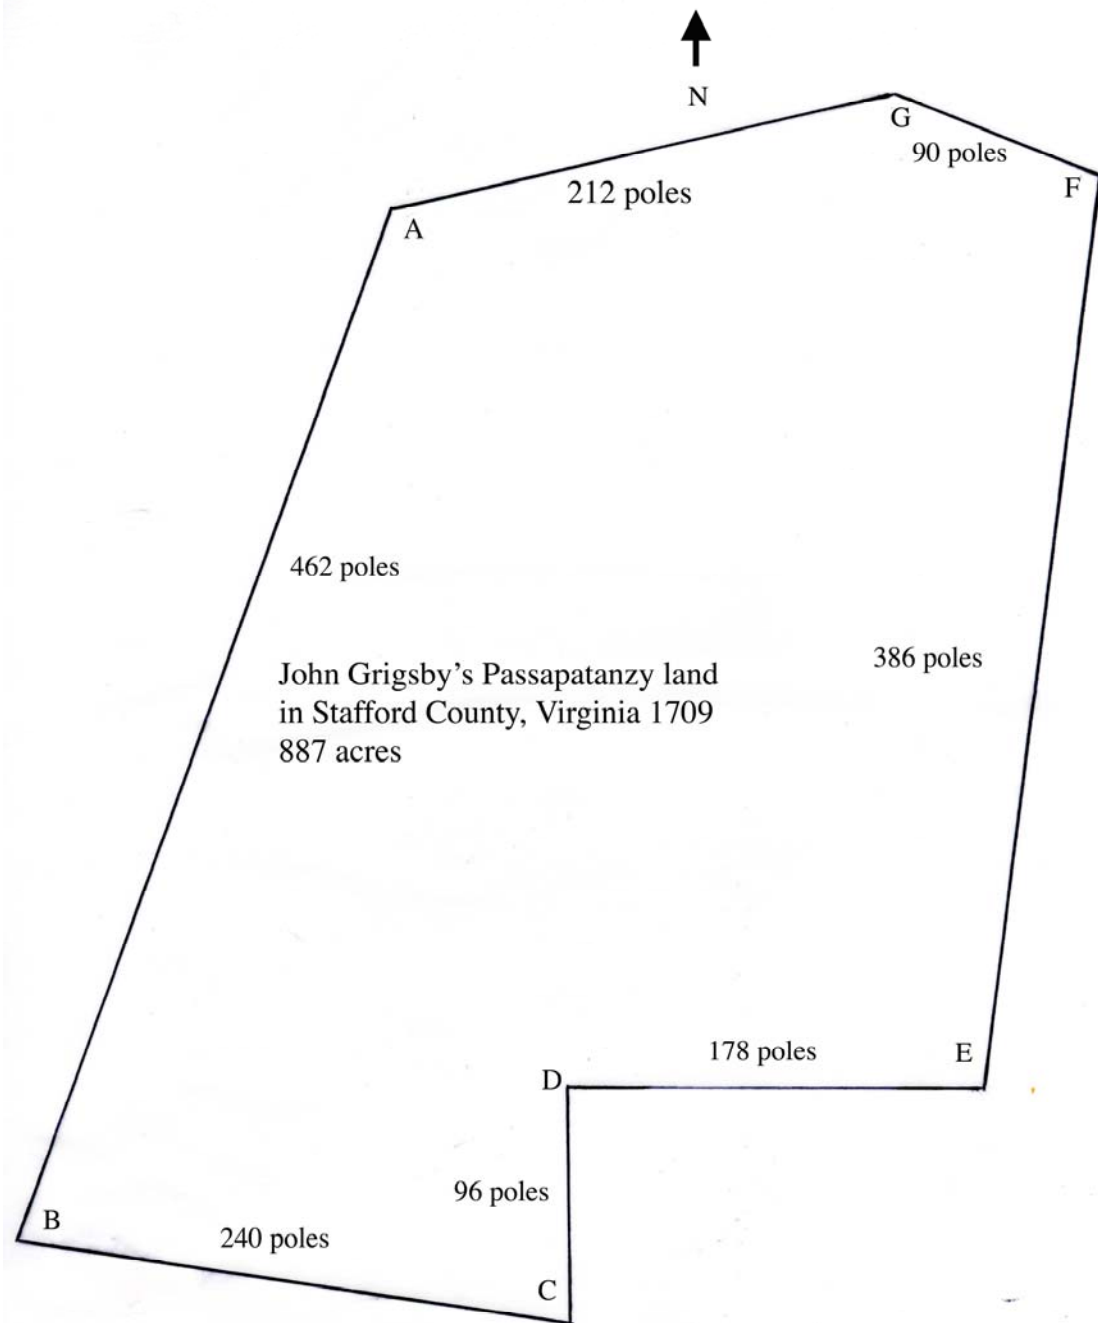 N
G
90 poles
F
212 poles
A
462 poles
386 poles
John Grigsby’s Passapatanzy land
in Stafford County, Virginia 1709
887 acres
178 poles
E
D
96 poles
B
240 poles
C